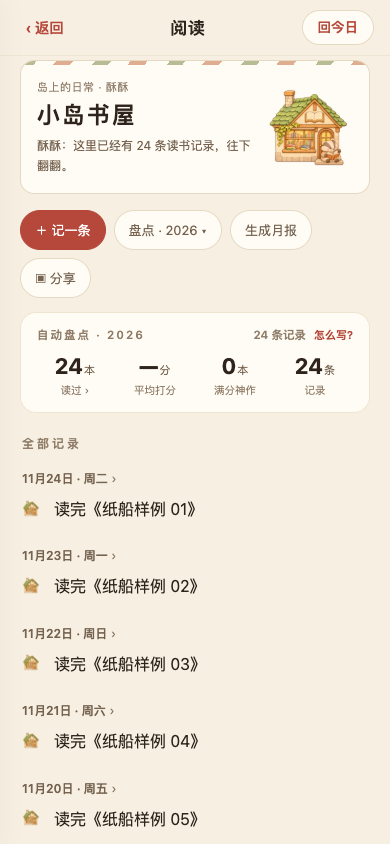 ‹ 返回 阅读 回今日
岛上的日常 · 酥酥
小岛书屋
酥酥：这里已经有 24 条读书记录，往下
翻翻。
＋ 记一条 盘点 · 2026 ▾ 生成月报
▣ 分享
自动盘点 · 2026 24 条记录 怎么写?
24本 —分 0本 24条
读过 › 平均打分 满分神作 记录
全部记录
11月24日 · 周二 ›
读完《纸船样例 01》
11月23日 · 周一 ›
读完《纸船样例 02》
11月22日 · 周日 ›
读完《纸船样例 03》
11月21日 · 周六 ›
读完《纸船样例 04》
11月20日 · 周五 ›
读完《纸船样例 05》